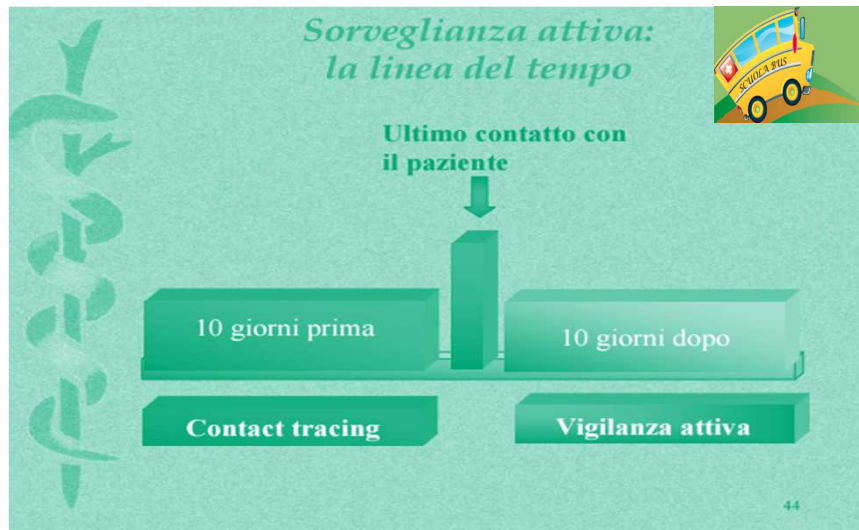 Sorveglianza attiva:
la linea del tempo
SCUOLA BUS
Ultimo contatto con
il paziente
10 giorni prima
10 giorni dopo
Contact tracing
Vigilanza attiva
44